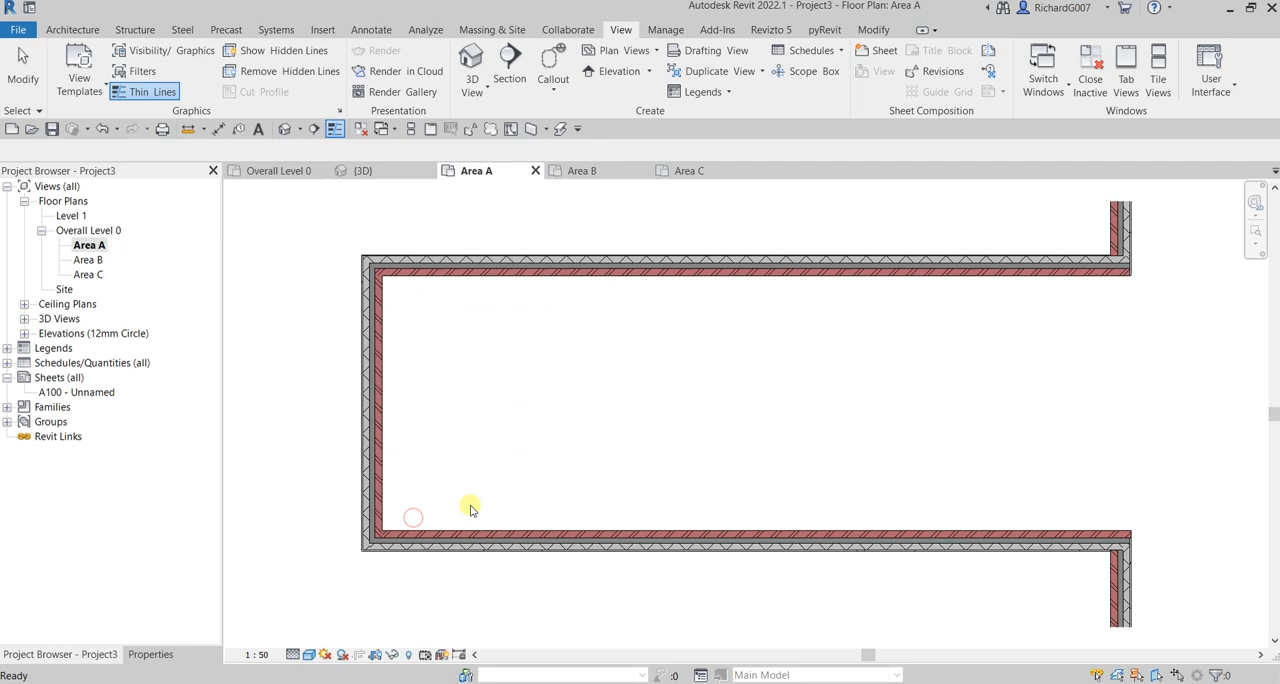 Autodesk Revit 2022.1 - Project3 - Floor Plan: Area A
RichardG007
File Architecture Structure Steel Precast Systems Insert Annotate Analyze Massing & Site Collaborate View Manage Add-Ins Revizto 5 pyRevit Modify
Modify
View Templates
Visibility/ Graphics
Filters
Thin Lines
Show Hidden Lines
Remove Hidden Lines
Cut Profile
Render
Render in Cloud
Render Gallery
3D View
Section
Callout
Plan Views
Elevation
Drafting View
Duplicate View
Legends
Schedules
Scope Box
Sheet
View
Title Block
Revisions
Guide Grid
Switch Windows
Close Inactive
Tab Views
Tile Views
User Interface
Select Graphics Presentation Create Sheet Composition Windows
Project Browser - Project3
Overall Level 0 {3D} Area A Area B Area C
Views (all)
Floor Plans
Level 1
Overall Level 0
Area A
Area B
Area C
Site
Ceiling Plans
3D Views
Elevations (12mm Circle)
Legends
Schedules/Quantities (all)
Sheets (all)
A100 - Unnamed
Families
Groups
Revit Links
Project Browser - Project3 Properties
1 : 50
Ready
:0
Main Model
:0